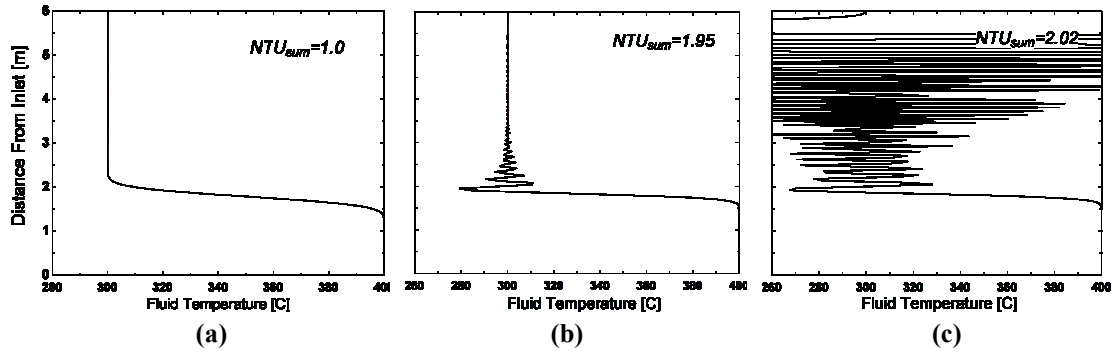 NTUsum=1.0
NTUsum=1.95
NTUsum=2.02
Distance From Inlet [m]
6
5
4
3
2
1
0
260 280 300 320 340 360 380 400
280 300 320 340 360 380 400
260 280 300 320 340 360 380 400
Fluid Temperature [C]
Fluid Temperature [C]
Fluid Temperature [C]
(a)
(b)
(c)